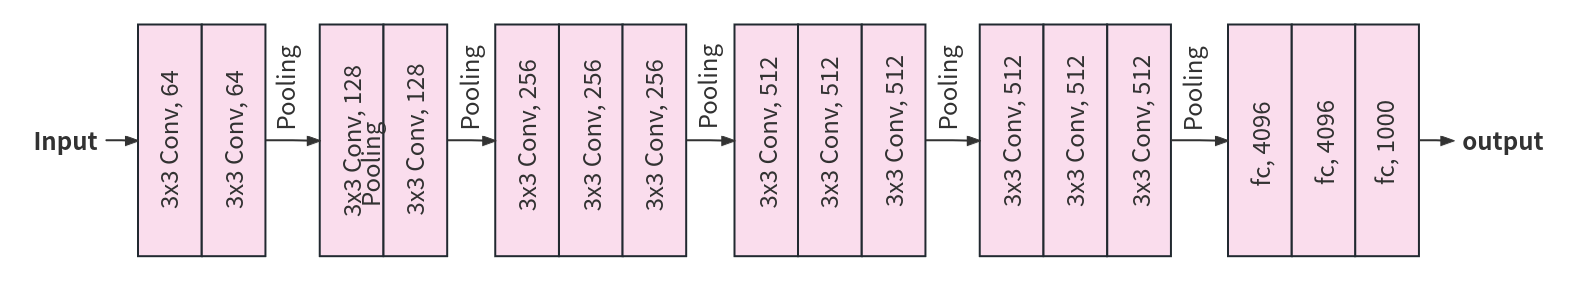 Input
3x3 Conv, 64
3x3 Conv, 64
Pooling
3x3 Conv, 128
Pooling
3x3 Conv, 128
Pooling
3x3 Conv, 256
3x3 Conv, 256
3x3 Conv, 256
Pooling
3x3 Conv, 512
3x3 Conv, 512
3x3 Conv, 512
Pooling
3x3 Conv, 512
3x3 Conv, 512
3x3 Conv, 512
Pooling
fc, 4096
fc, 4096
fc, 1000
output